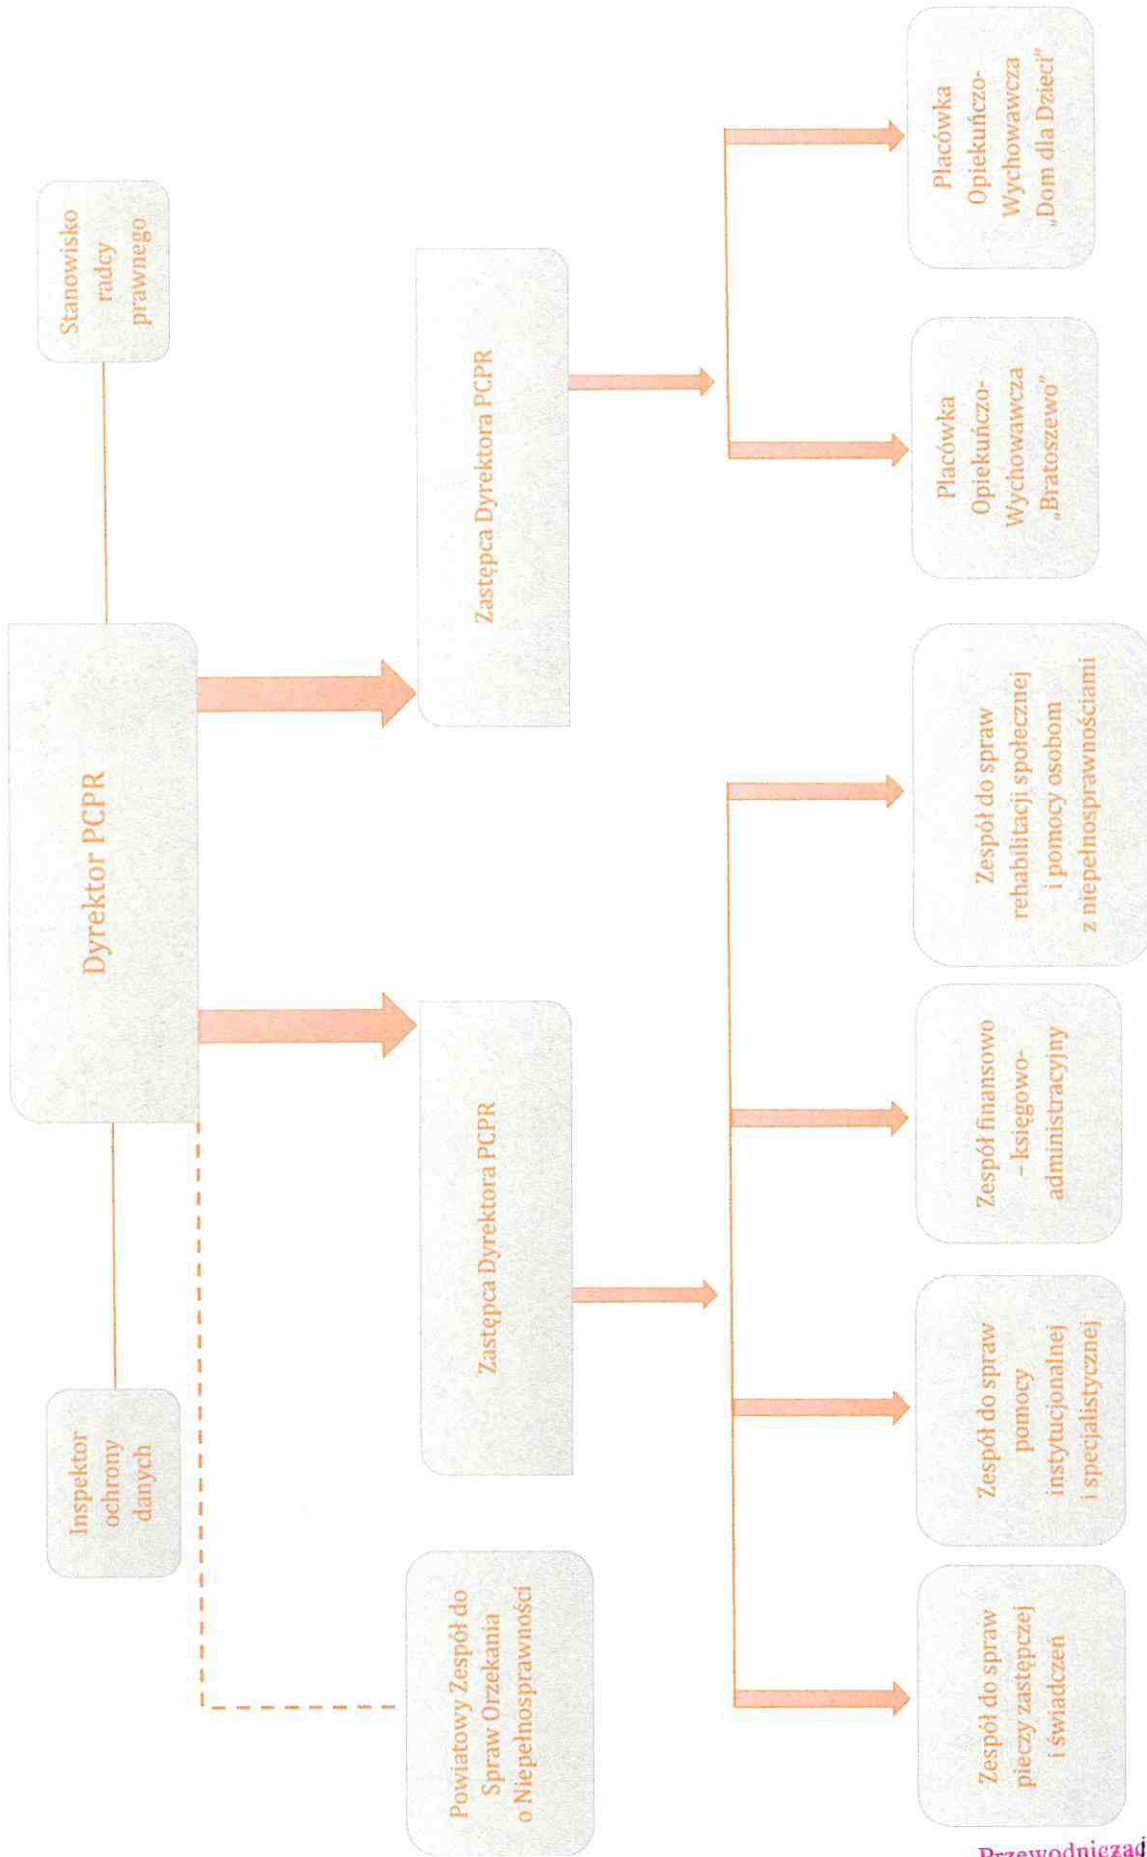 Dyrektor PCPR
Inspektor
ochrony
danych
Stanowisko
radcy
prawnego
Powiatowy Zespół do
Spraw Orzekania
o Niepełnosprawności
Zastępca Dyrektora PCPR
Zastępca Dyrektora PCPR
Zespół do spraw
pieczy zastępczej
i świadczeń
Zespół do spraw
pomocy
instytucjonalnej
i specjalistycznej
Zespół finansowo
– księgowo-
administracyjny
Zespół do spraw
rehabilitacji społecznej
i pomocy osobom
z niepełnosprawnościami
Placówka
Opiekuńczo-
Wychowawcza
„Bratoszewo”
Placówka
Opiekuńczo-
Wychowawcza
„Dom dla Dzieci”